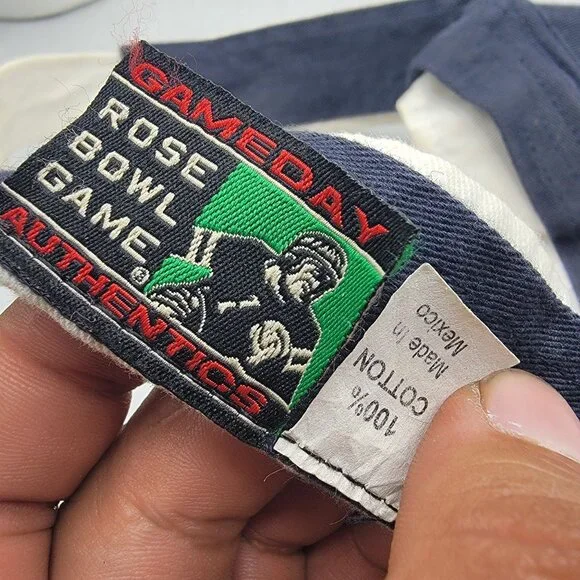 GAMEDAY
ROSE
BOWL
GAME®
AUTHENTICS
100%
COTTON
Made In
Mexico